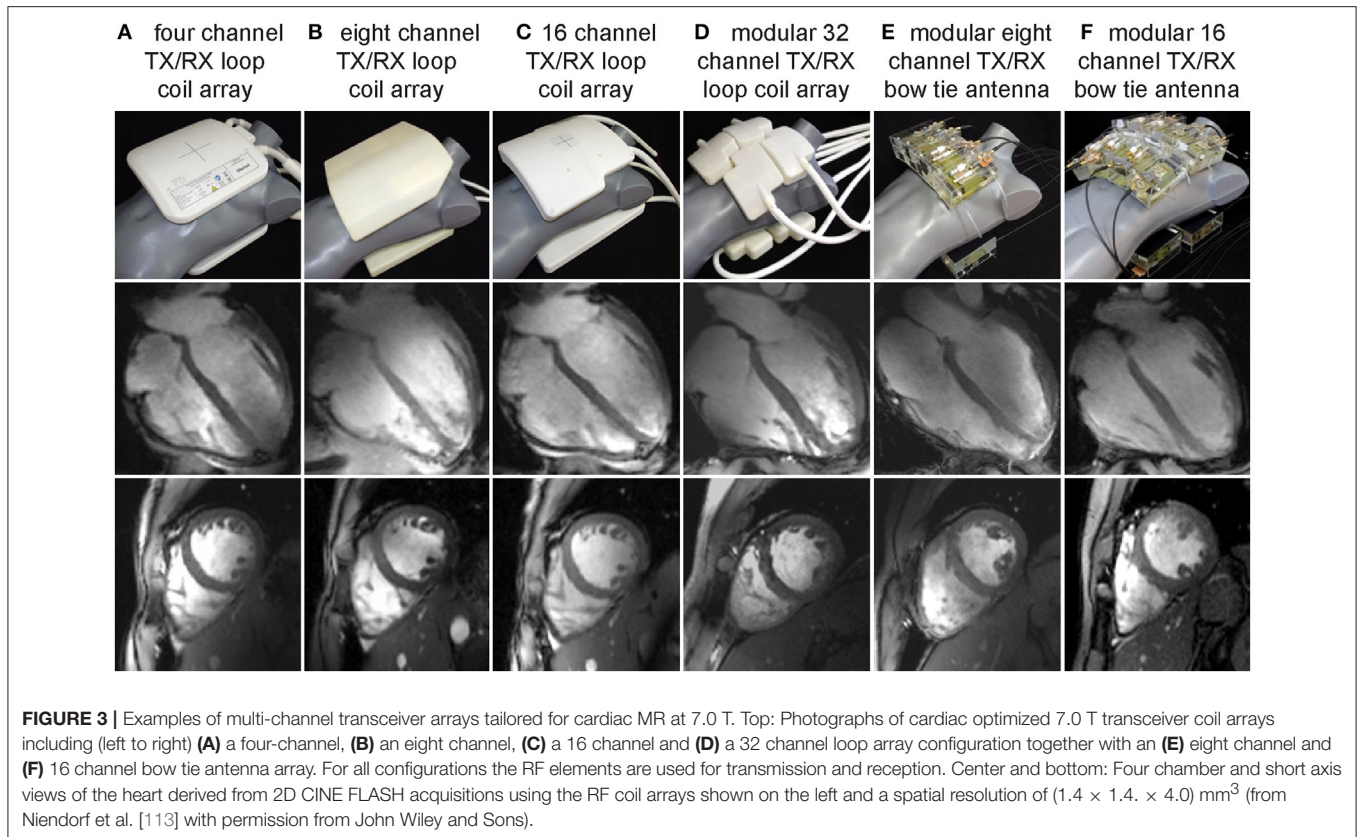 A four channel TX/RX loop coil array
B eight channel TX/RX loop coil array
C 16 channel TX/RX loop coil array
D modular 32 channel TX/RX loop coil array
E modular eight channel TX/RX bow tie antenna
F modular 16 channel TX/RX bow tie antenna
FIGURE 3 | Examples of multi-channel transceiver arrays tailored for cardiac MR at 7.0 T. Top: Photographs of cardiac optimized 7.0 T transceiver coil arrays
including (left to right) (A) a four-channel, (B) an eight channel, (C) a 16 channel and (D) a 32 channel loop array configuration together with an (E) eight channel and
(F) 16 channel bow tie antenna array. For all configurations the RF elements are used for transmission and reception. Center and bottom: Four chamber and short axis
views of the heart derived from 2D CINE FLASH acquisitions using the RF coil arrays shown on the left and a spatial resolution of (1.4 × 1.4. × 4.0) mm³ (from
Niendorf et al. [113] with permission from John Wiley and Sons).